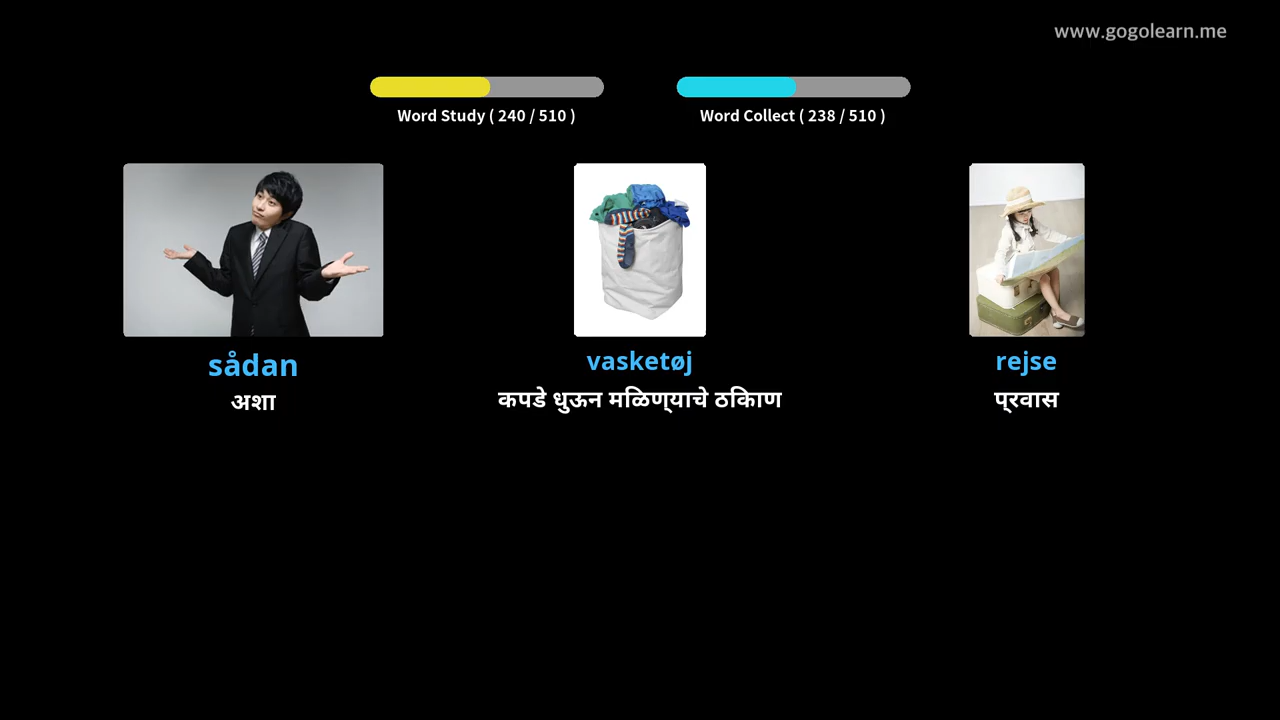 www.gogolearn.me
Word Study ( 240 / 510 )
Word Collect ( 238 / 510 )
sådan
अशा
vasketøj
कपडे धुऊन मळिण्याचे ठकिाण
rejse
प्रवास